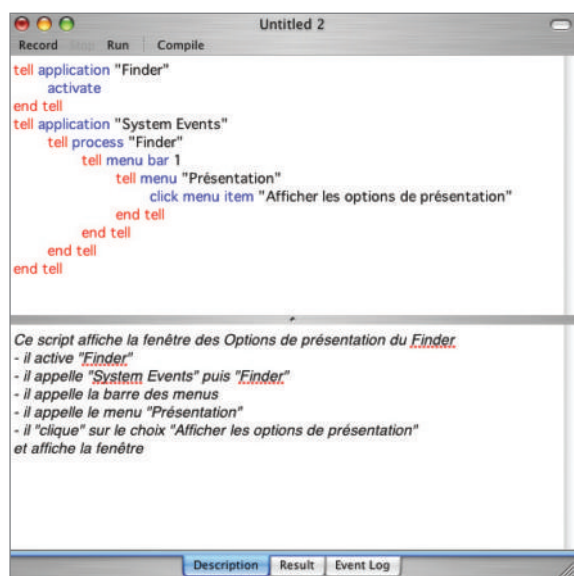 Untitled 2
Record Stop Run Compile
tell application "Finder"
activate
end tell
tell application "System Events"
tell process "Finder"
tell menu bar 1
tell menu "Présentation"
click menu item "Afficher les options de présentation"
end tell
end tell
end tell
end tell
Ce script affiche la fenêtre des Options de présentation du Finder
- il active "Finder"
- il appelle "System Events" puis "Finder"
- il appelle la barre des menus
- il appelle le menu "Présentation"
- il "clique" sur le choix "Afficher les options de présentation"
et affiche la fenêtre
Description Result Event Log